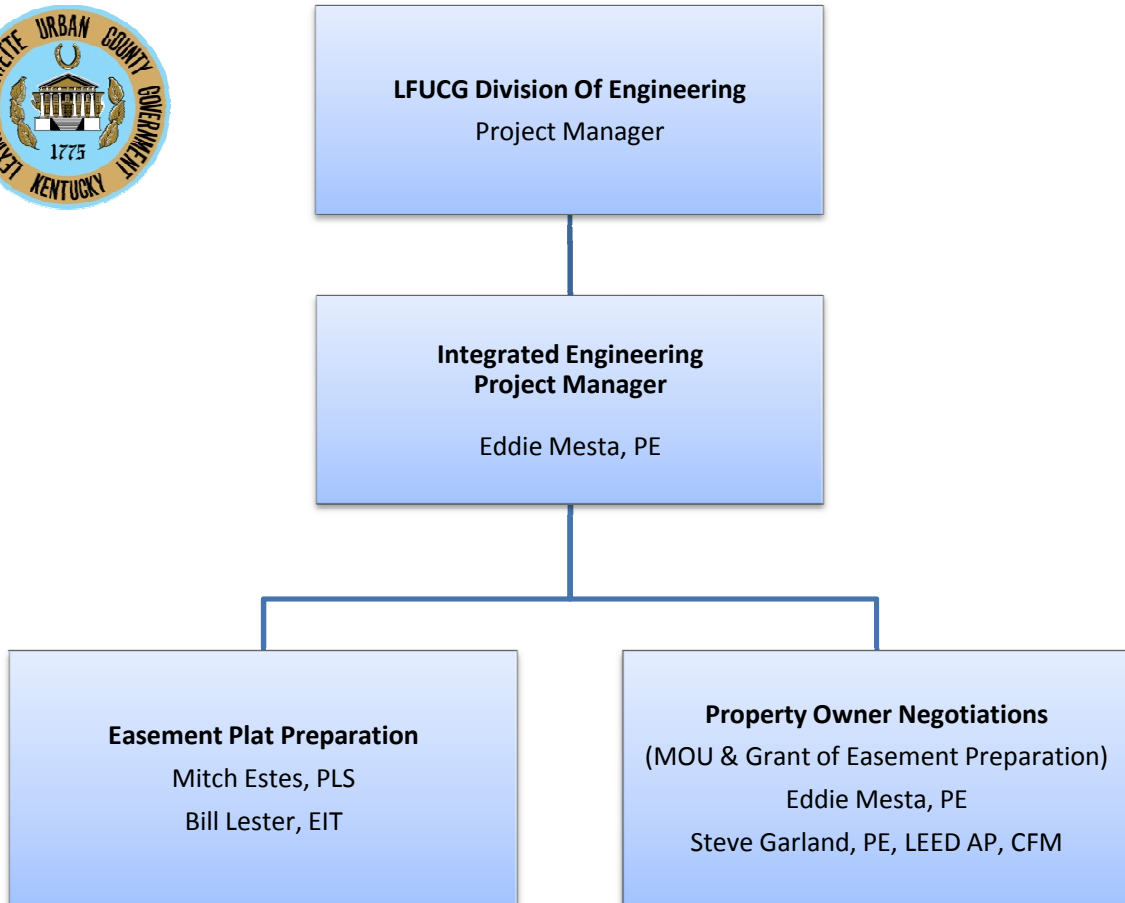 URBAN COUNTY GOVERNMENT
1775
KENTUCKY
LFUCG Division Of Engineering
Project Manager
Integrated Engineering
Project Manager
Eddie Mesta, PE
Easement Plat Preparation
Mitch Estes, PLS
Bill Lester, EIT
Property Owner Negotiations
(MOU & Grant of Easement Preparation)
Eddie Mesta, PE
Steve Garland, PE, LEED AP, CFM